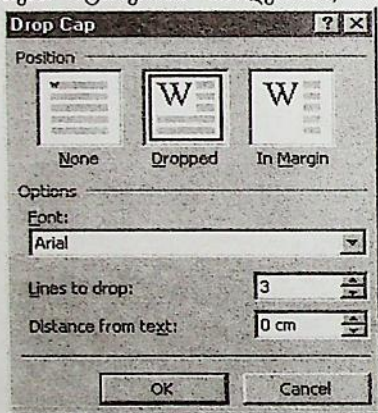 Drop Cap
Position
W W W
None Dropped In Margin
Options
Font:
Arial
Lines to drop: 3
Distance from text: 0 cm
OK Cancel